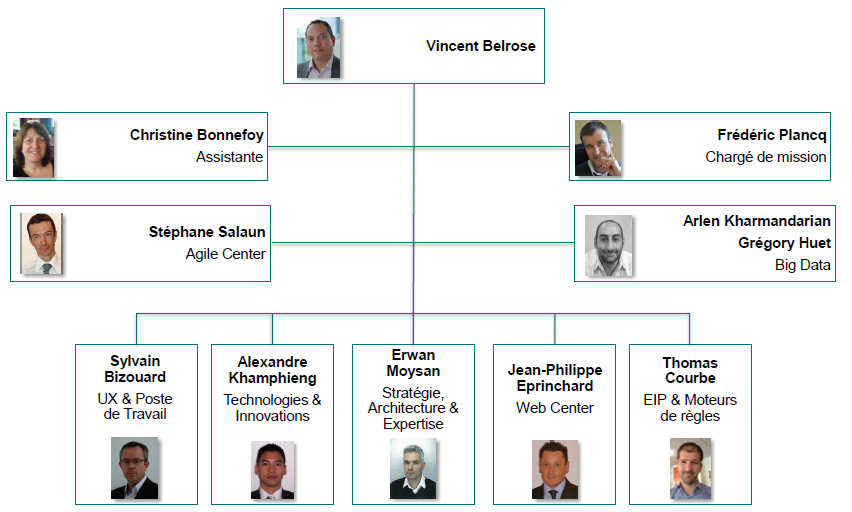 Vincent Belrose
Christine Bonnefoy
Assistante
Frédéric Plancq
Chargé de mission
Stéphane Salaun
Agile Center
Arlen Kharmandarian
Grégory Huet
Big Data
Sylvain
Bizouard
UX & Poste
de Travail
Alexandre
Khamphieng
Technologies &
Innovations
Erwan
Moysan
Stratégie,
Architecture &
Expertise
Jean-Philippe
Eprinchard
Web Center
Thomas
Courbe
EIP & Moteurs
de règles